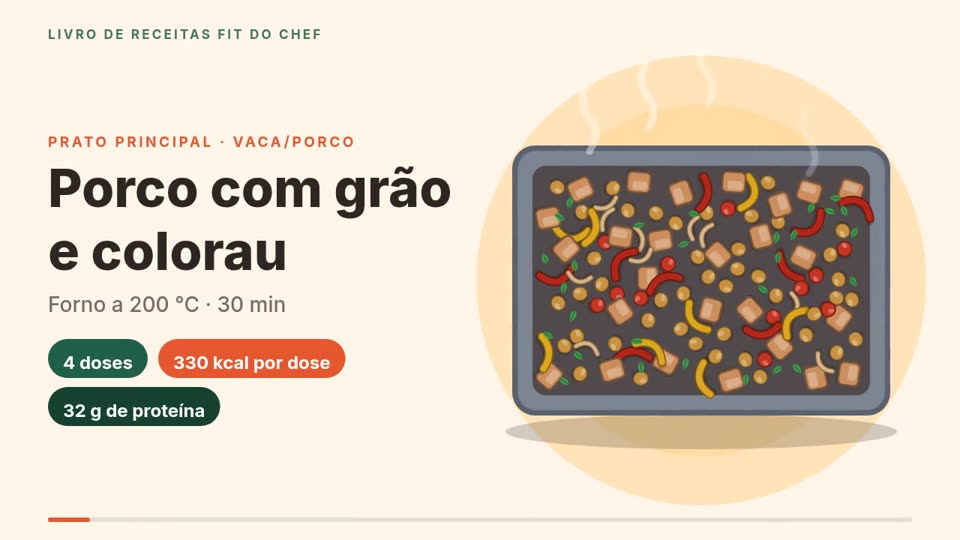 LIVRO DE RECEITAS FIT DO CHEF
PRATO PRINCIPAL · VACA/PORCO
Porco com grão
e colorau
Forno a 200 °C · 30 min
4 doses
330 kcal por dose
32 g de proteína